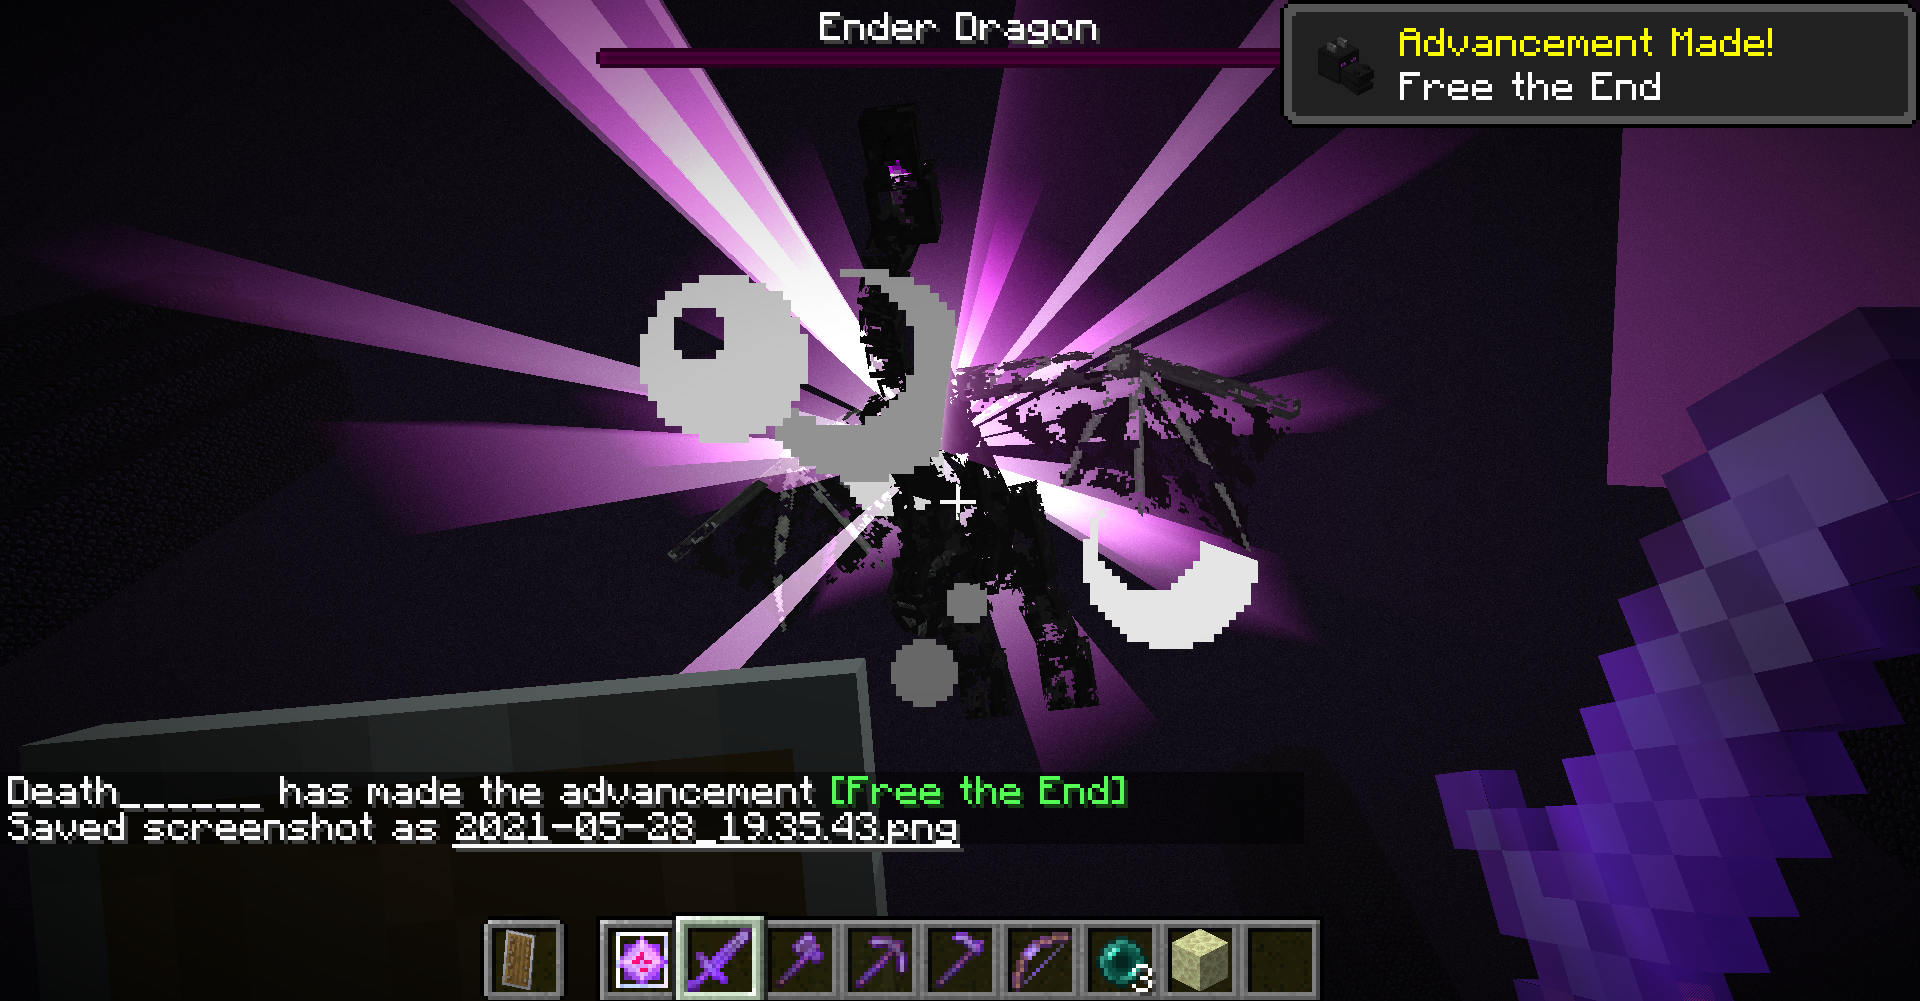 Ender Dragon
Advancement Made!
Free the End
Death______ has made the advancement [Free the End]
Saved screenshot as 2021-05-28_19.35.43.png
3